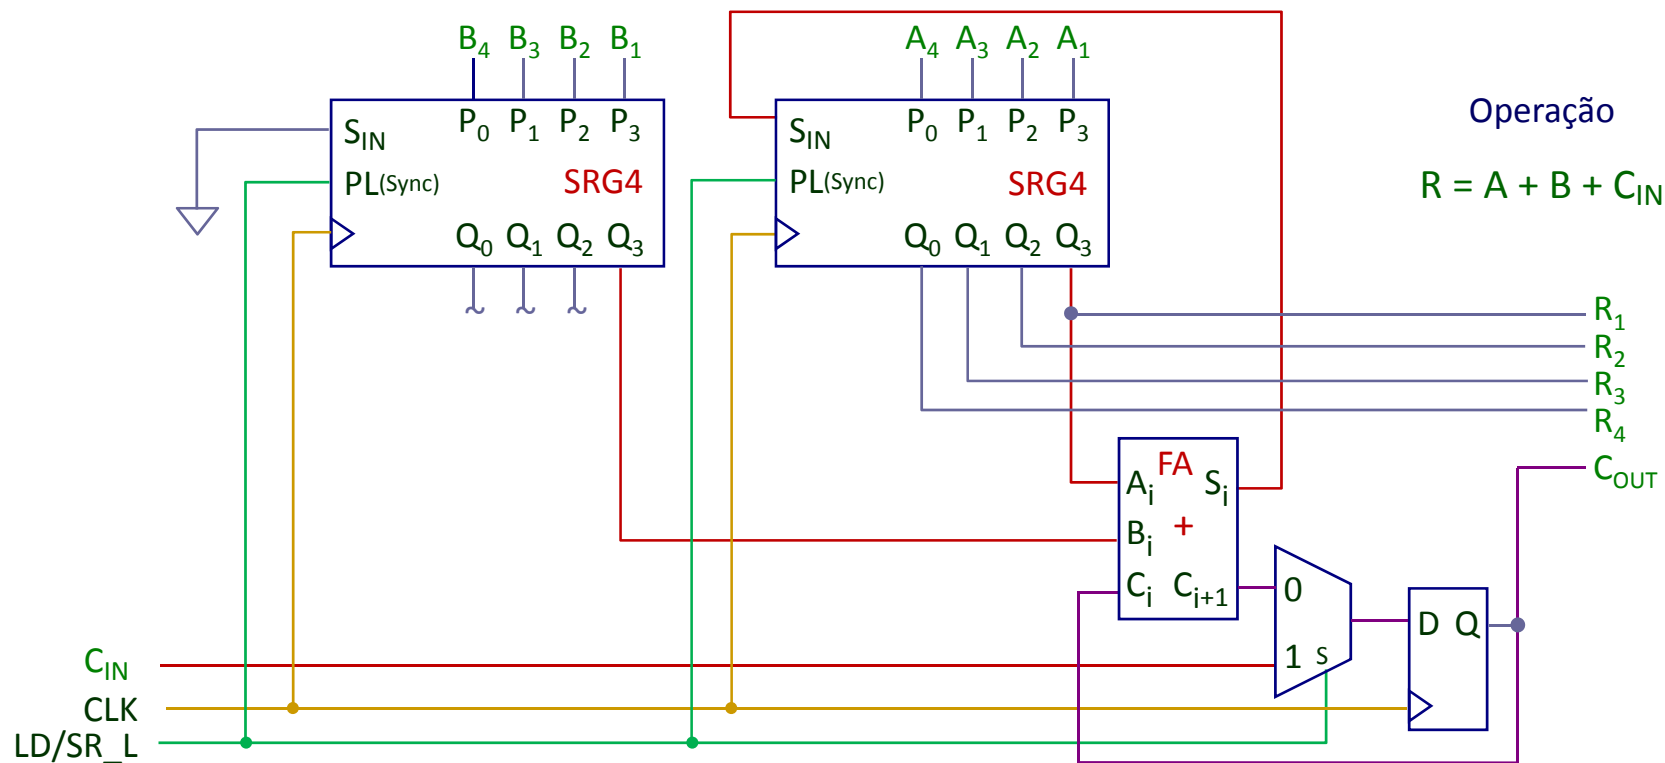 B4 B3 B2 B1
A4 A3 A2 A1
Operação
R = A + B + CIN
SIN P0 P1 P2 P3
PL(Sync) SRG4
Q0 Q1 Q2 Q3
~ ~ ~
SIN P0 P1 P2 P3
PL(Sync) SRG4
Q0 Q1 Q2 Q3
R1
R2
R3
R4
COUT
FA
Ai Si
+
Bi
Ci Ci+1
0
1 S
D Q
CIN
CLK
LD/SR_L